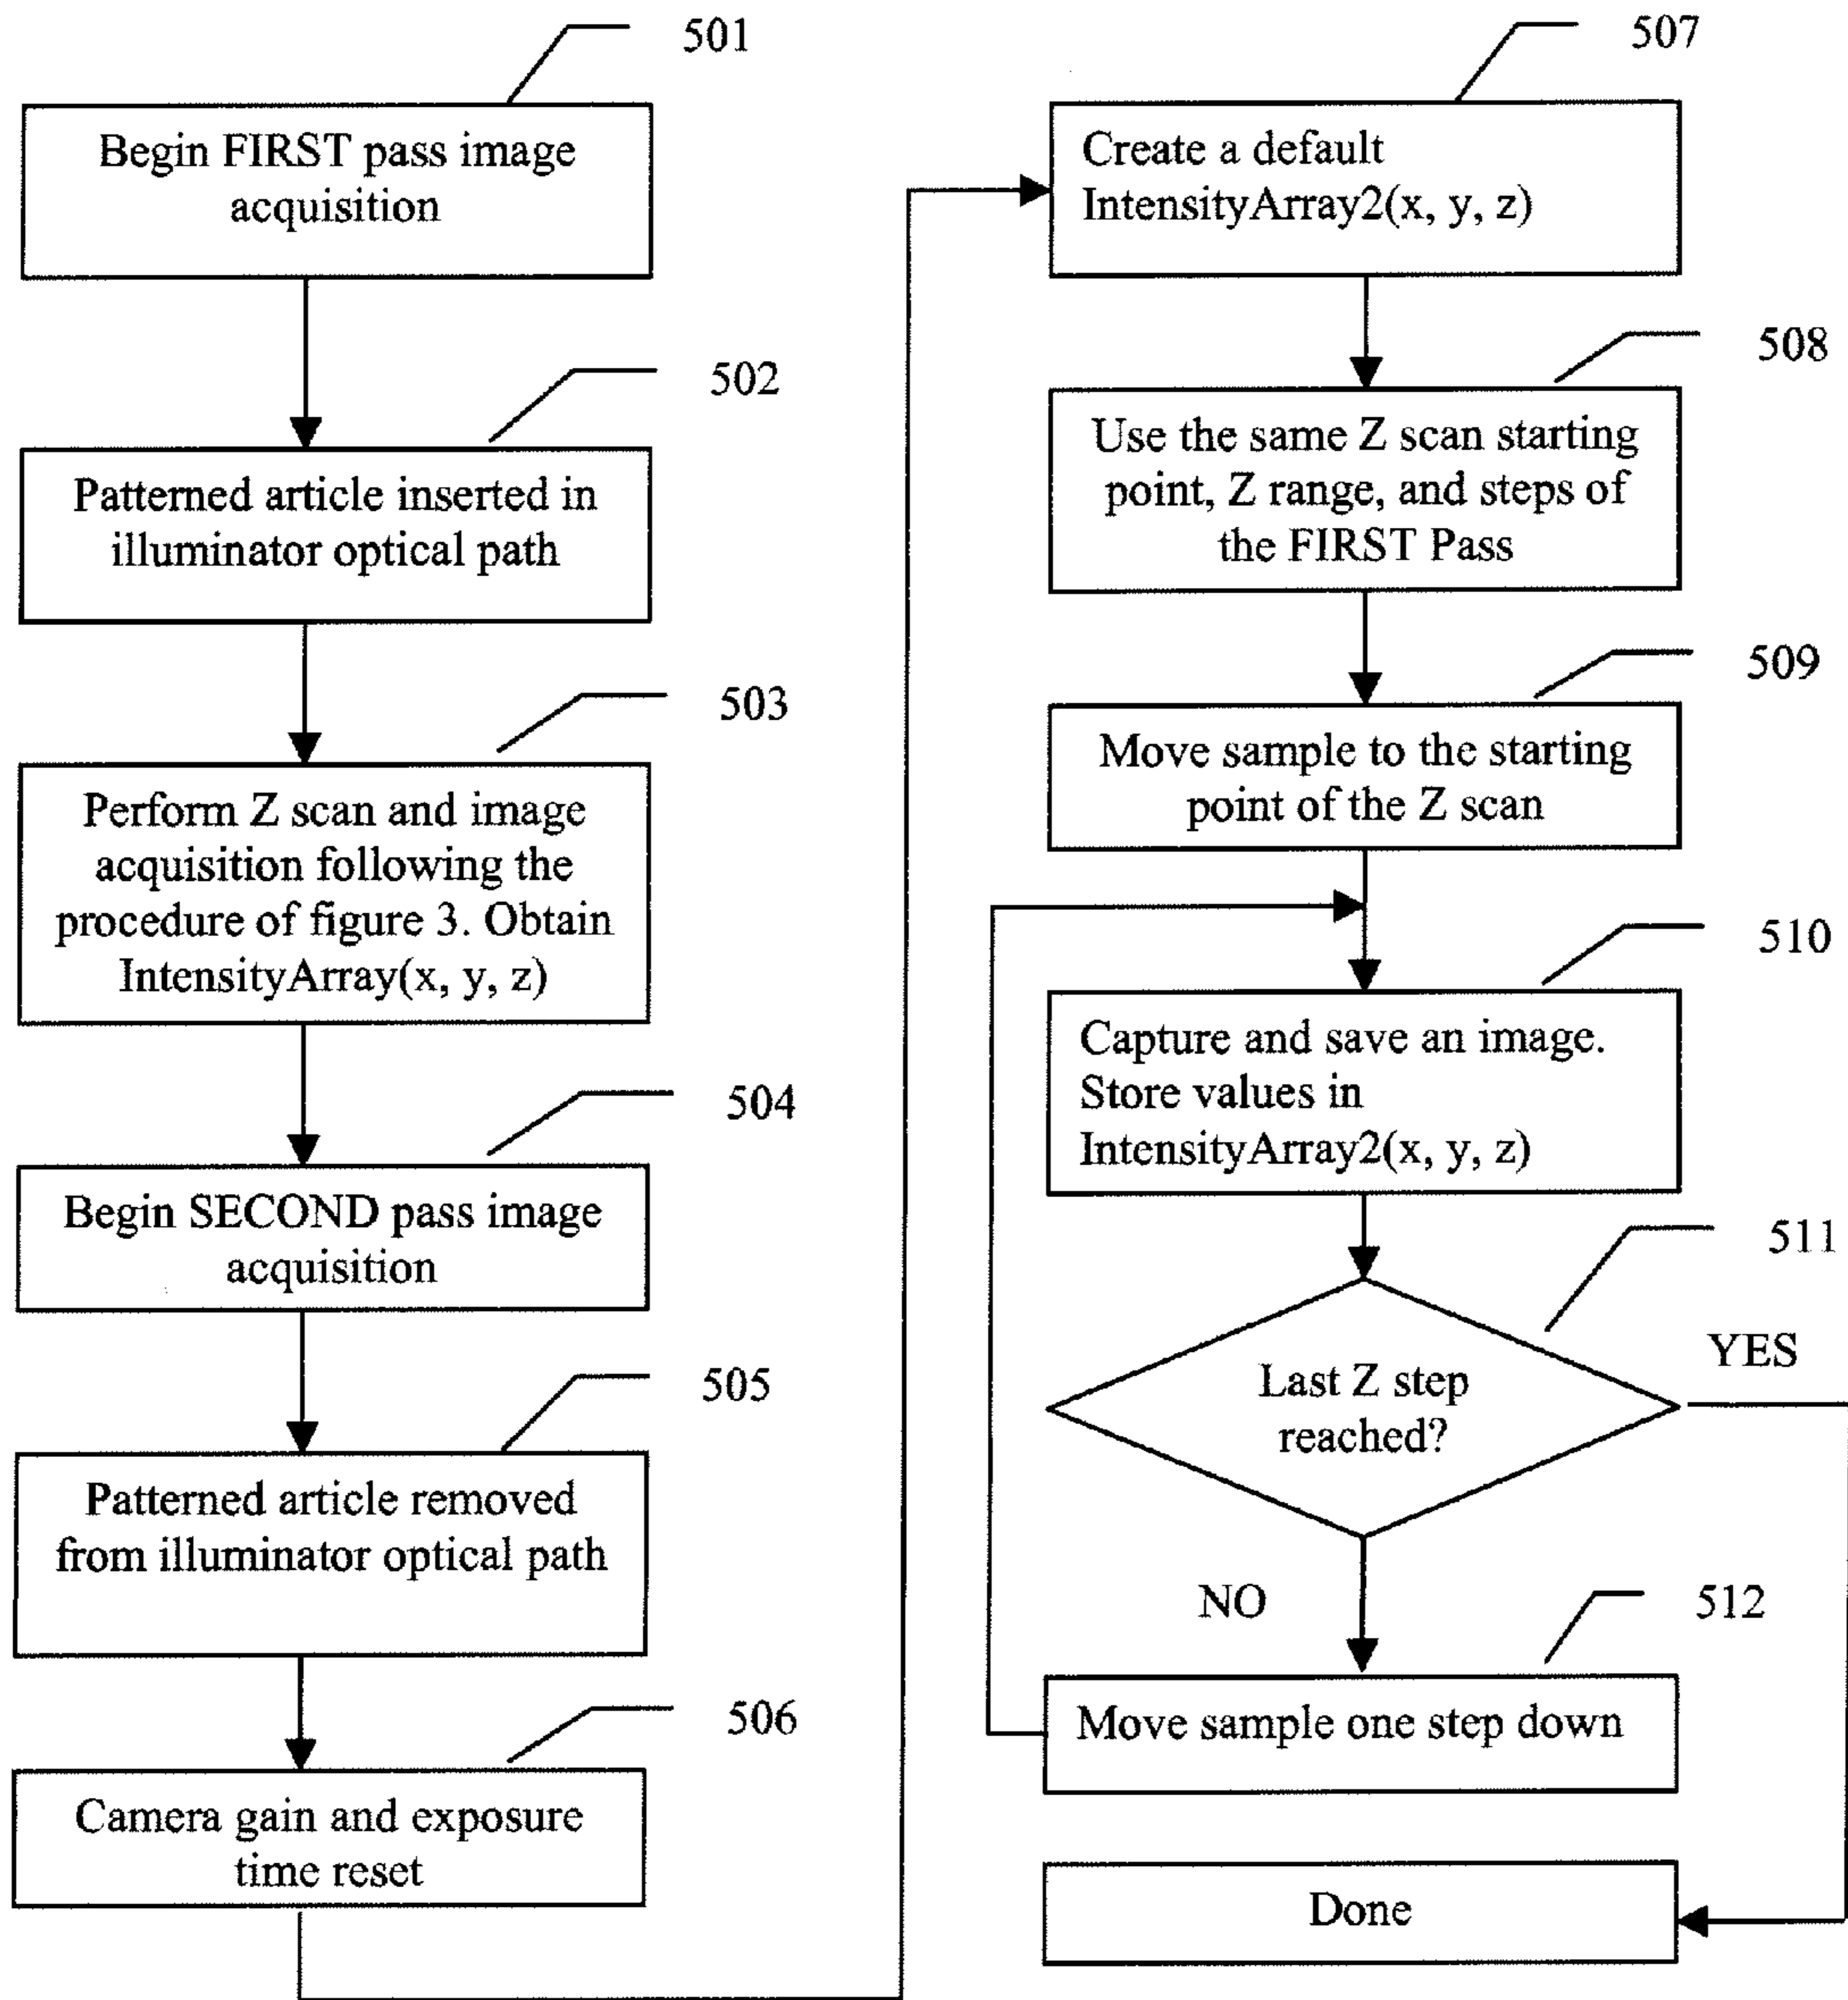 501
Begin FIRST pass image
acquisition
502
Patterned article inserted in
illuminator optical path
503
Perform Z scan and image
acquisition following the
procedure of figure 3. Obtain
IntensityArray(x, y, z)
504
Begin SECOND pass image
acquisition
505
Patterned article removed
from illuminator optical path
506
Camera gain and exposure
time reset
507
Create a default
IntensityArray2(x, y, z)
508
Use the same Z scan starting
point, Z range, and steps of
the FIRST Pass
509
Move sample to the starting
point of the Z scan
510
Capture and save an image.
Store values in
IntensityArray2(x, y, z)
511
Last Z step
reached?
YES
NO
512
Move sample one step down
Done